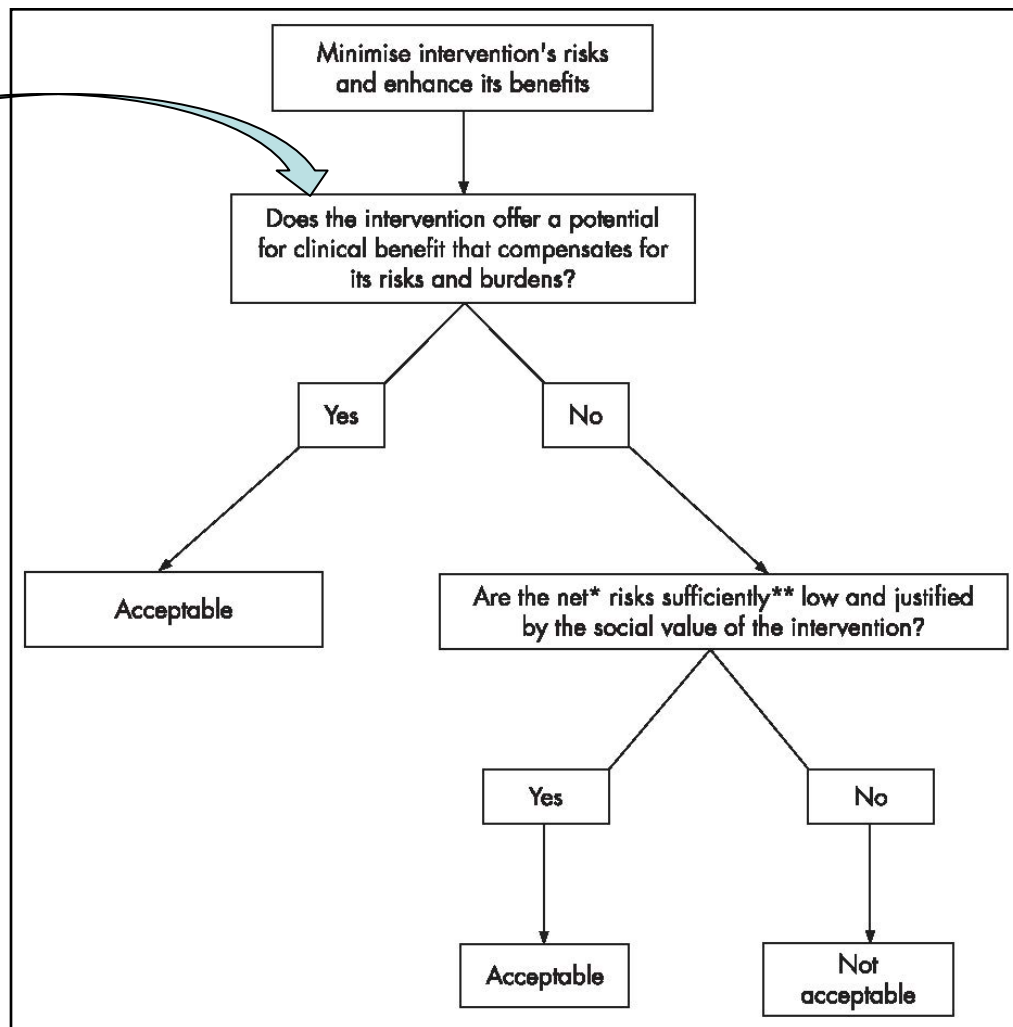 Minimise intervention's risks
and enhance its benefits
Does the intervention offer a potential
for clinical benefit that compensates for
its risks and burdens?
Yes
No
Acceptable
Are the net* risks sufficiently** low and justified
by the social value of the intervention?
Yes
No
Acceptable
Not
acceptable